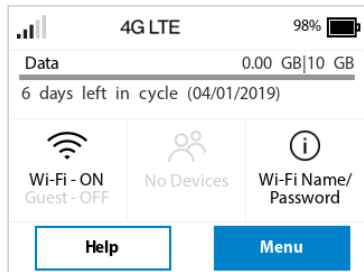 4G LTE 98%
Data 0.00 GB|10 GB
6 days left in cycle (04/01/2019)
Wi-Fi - ON No Devices Wi-Fi Name/
Guest - OFF Password
Help Menu